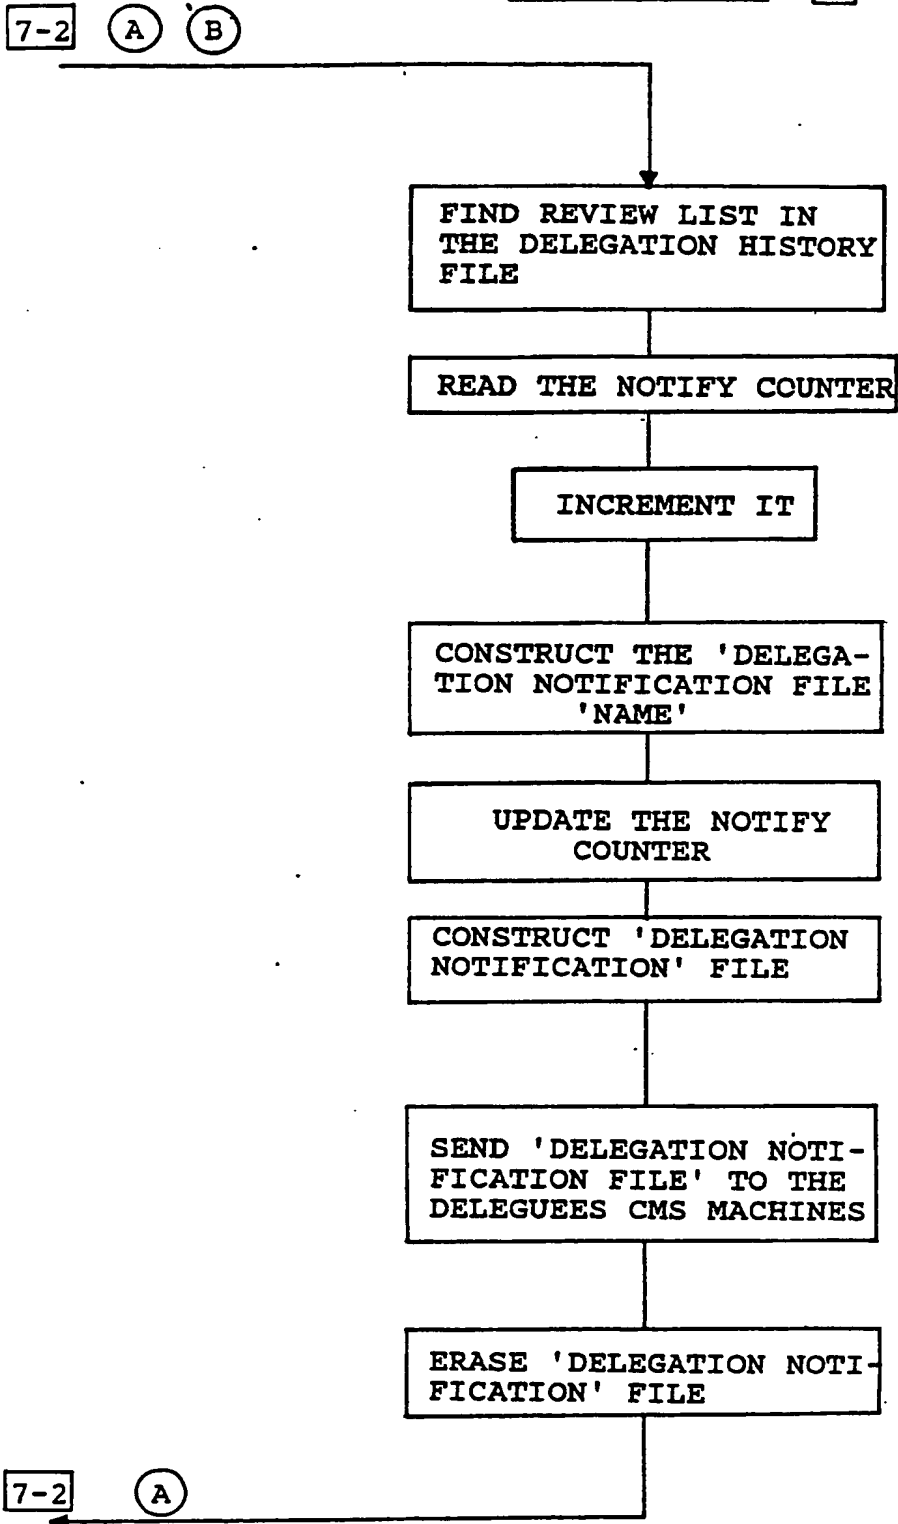 7-2 A B
FIND REVIEW LIST IN
THE DELEGATION HISTORY
FILE
READ THE NOTIFY COUNTER
INCREMENT IT
CONSTRUCT THE 'DELEGA-
TION NOTIFICATION FILE
'NAME'
UPDATE THE NOTIFY
COUNTER
CONSTRUCT 'DELEGATION
NOTIFICATION' FILE
SEND 'DELEGATION NOTI-
FICATION FILE' TO THE
DELEGUEES CMS MACHINES
ERASE 'DELEGATION NOTI-
FICATION' FILE
7-2 A